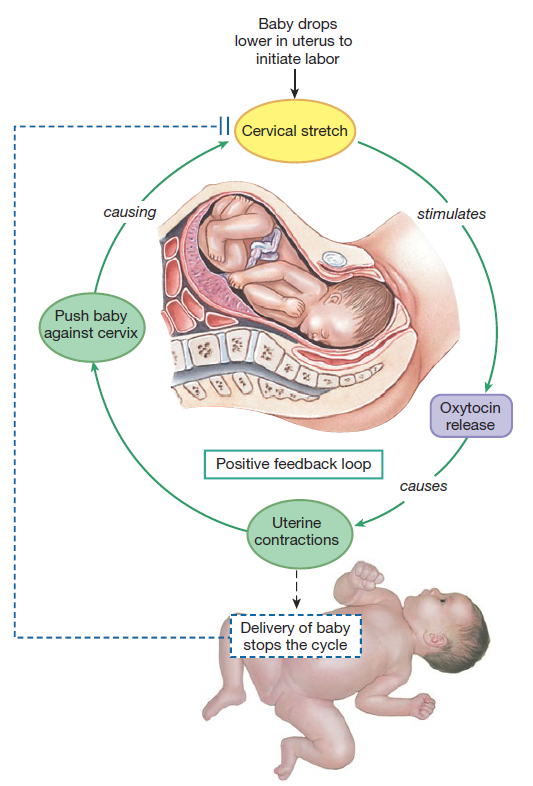 Baby drops
lower in uterus to
initiate labor
Cervical stretch
causing
stimulates
Push baby
against cervix
Oxytocin
release
Positive feedback loop
causes
Uterine
contractions
Delivery of baby
stops the cycle